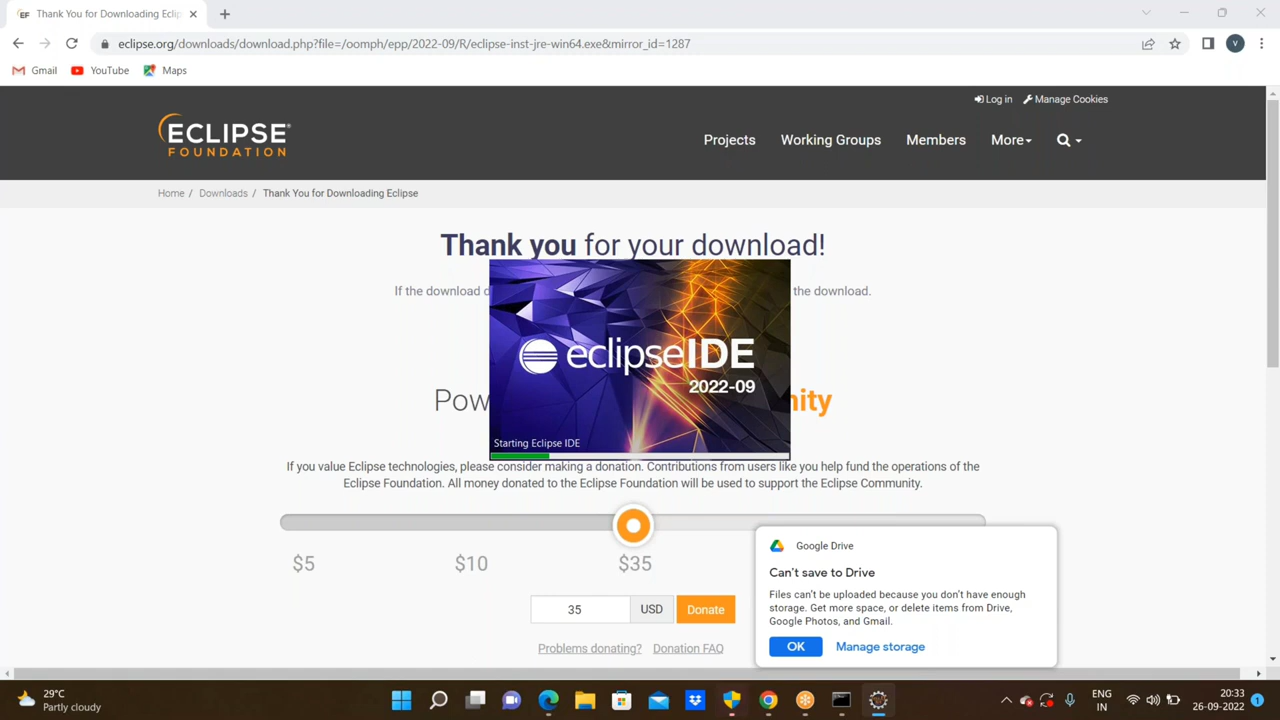 EF Thank You for Downloading Eclip
eclipse.org/downloads/download.php?file=/oomph/epp/2022-09/R/eclipse-inst-jre-win64.exe&mirror_id=1287
V
Gmail YouTube Maps
Log in Manage Cookies
ECLIPSE
FOUNDATION
Projects Working Groups Members More
Home / Downloads / Thank You for Downloading Eclipse
Thank you for your download!
If the download d the download.
eclipseIDE
2022-09
Pow nity
Starting Eclipse IDE
If you value Eclipse technologies, please consider making a donation. Contributions from users like you help fund the operations of the
Eclipse Foundation. All money donated to the Eclipse Foundation will be used to support the Eclipse Community.
$5 $10 $35
35 USD Donate
Problems donating? Donation FAQ
Google Drive
Can't save to Drive
Files can't be uploaded because you don't have enough
storage. Get more space, or delete items from Drive,
Google Photos, and Gmail.
OK Manage storage
29°C
Partly cloudy
ENG
IN
20:33
26-09-2022
1